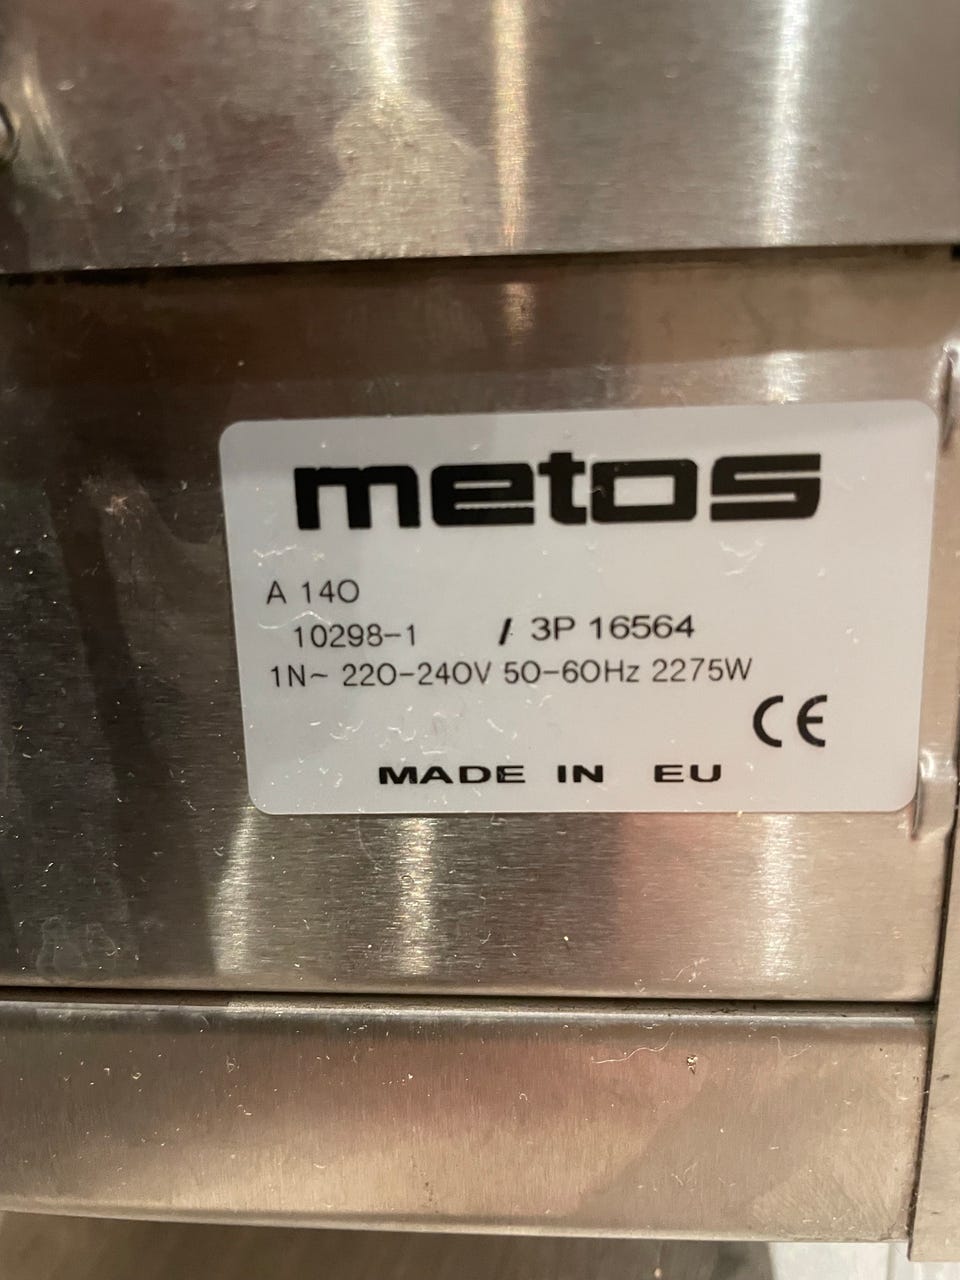 metos
A 140
10298-1 / 3P 16564
1N~ 220-240V 50-60Hz 2275W
CE
MADE IN EU